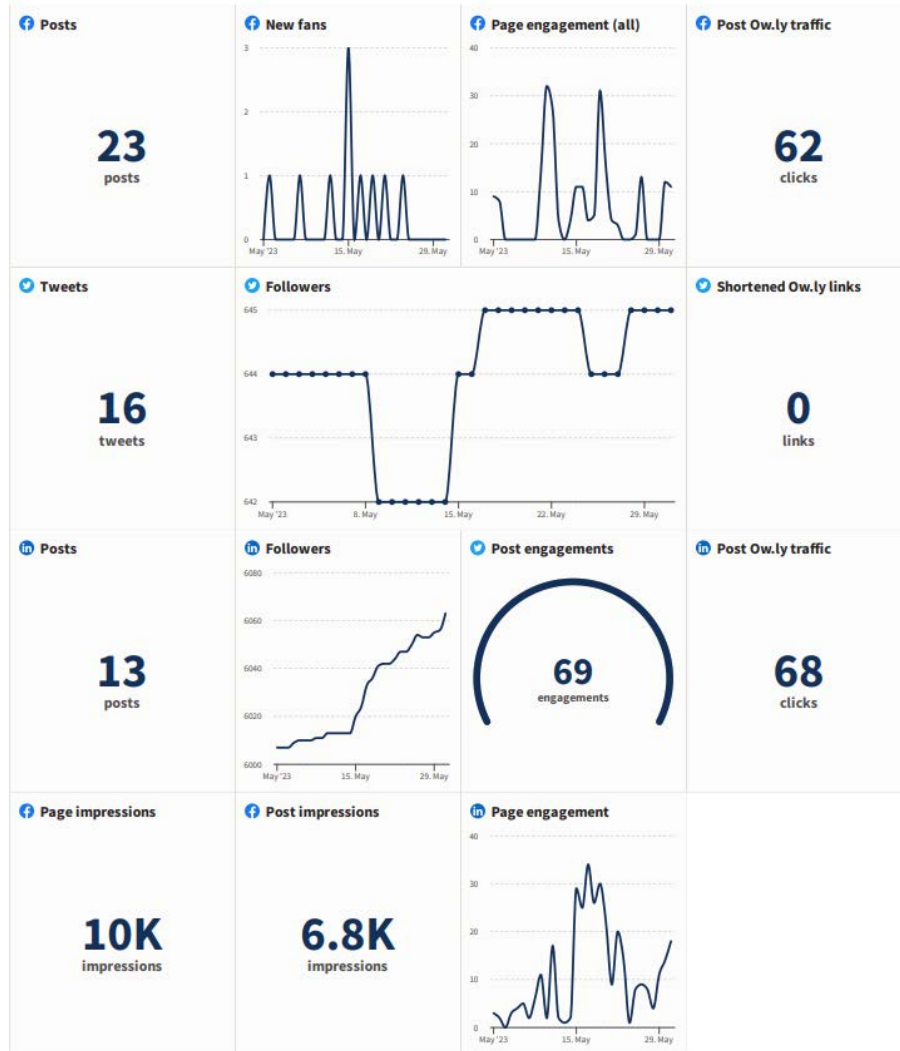 Posts
23
posts
New fans
3
2
1
0
May '23
15. May
29. May
Page engagement (all)
40
30
20
10
0
May '23
15. May
29. May
Post Ow.ly traffic
62
clicks
Tweets
16
tweets
Followers
645
644
643
642
May '23
8. May
15. May
22. May
29. May
Shortened Ow.ly links
0
links
in
Posts
13
posts
in
Followers
6080
6060
6040
6020
6000
May '23
15. May
29. May
Post engagements
69
engagements
in
Post Ow.ly traffic
68
clicks
Page impressions
10K
impressions
Post impressions
6.8K
impressions
in
Page engagement
40
30
20
10
0
May '23
15. May
29. May